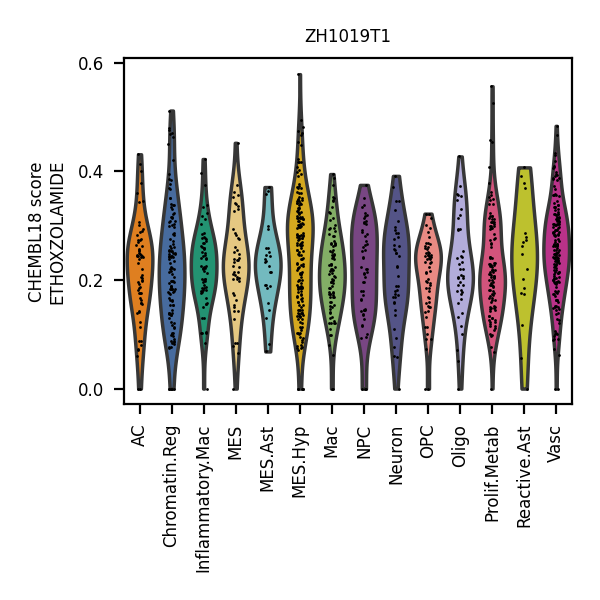 ZH1019T1
CHEMBL18 score
ETHOXZOLAMIDE
0.6
0.4
0.2
0.0
AC
Chromatin.Reg
Inflammatory.Mac
MES
MES.Ast
MES.Hyp
Mac
NPC
Neuron
OPC
Oligo
Prolif.Metab
Reactive.Ast
Vasc